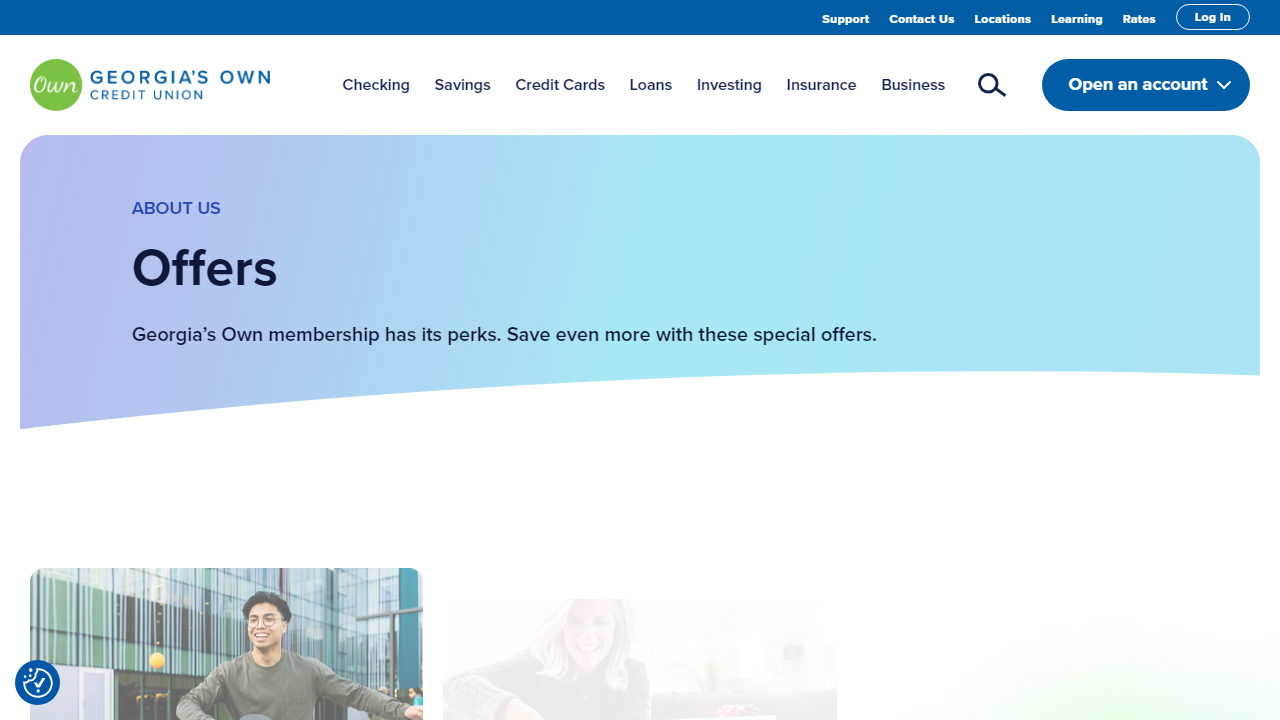 Support Contact Us Locations Learning Rates Log In
Own GEORGIA'S OWN
CREDIT UNION
Checking Savings Credit Cards Loans Investing Insurance Business Open an account
ABOUT US
Offers
Georgia’s Own membership has its perks. Save even more with these special offers.